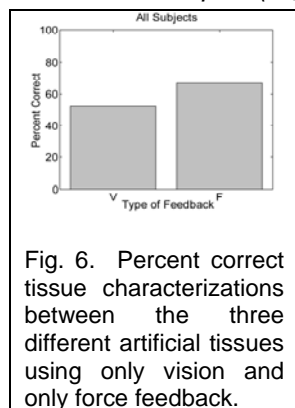 All Subjects
100
80
60
40
20
0
Percent Correct
V F
Type of Feedback
Fig. 6. Percent correct
tissue characterizations
between the three
different artificial tissues
using only vision and
only force feedback.